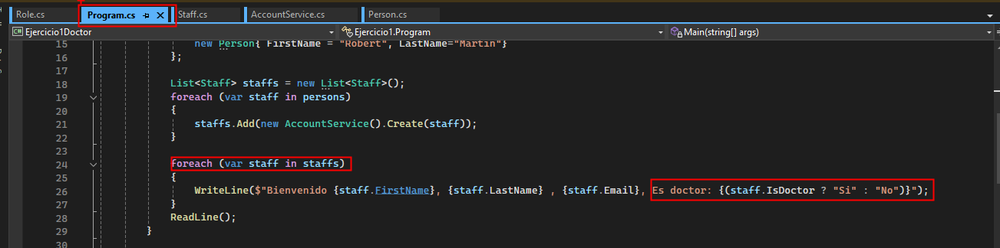 Role.cs Program.cs Staff.cs AccountService.cs Person.cs
C# Ejercicio1Doctor Ejercicio1.Program Main(string[] args)
15 new Person{ FirstName = "Robert", LastName="Martin"}
16 };
17
18 List<Staff> staffs = new List<Staff>();
19 foreach (var staff in persons)
20 {
21 staffs.Add(new AccountService().Create(staff));
22 }
23
24 foreach (var staff in staffs)
25 {
26 WriteLine($"Bienvenido {staff.FirstName}, {staff.LastName} , {staff.Email}, Es doctor: {(staff.IsDoctor ? "Si" : "No")}");
27 }
28 ReadLine();
29 }
30